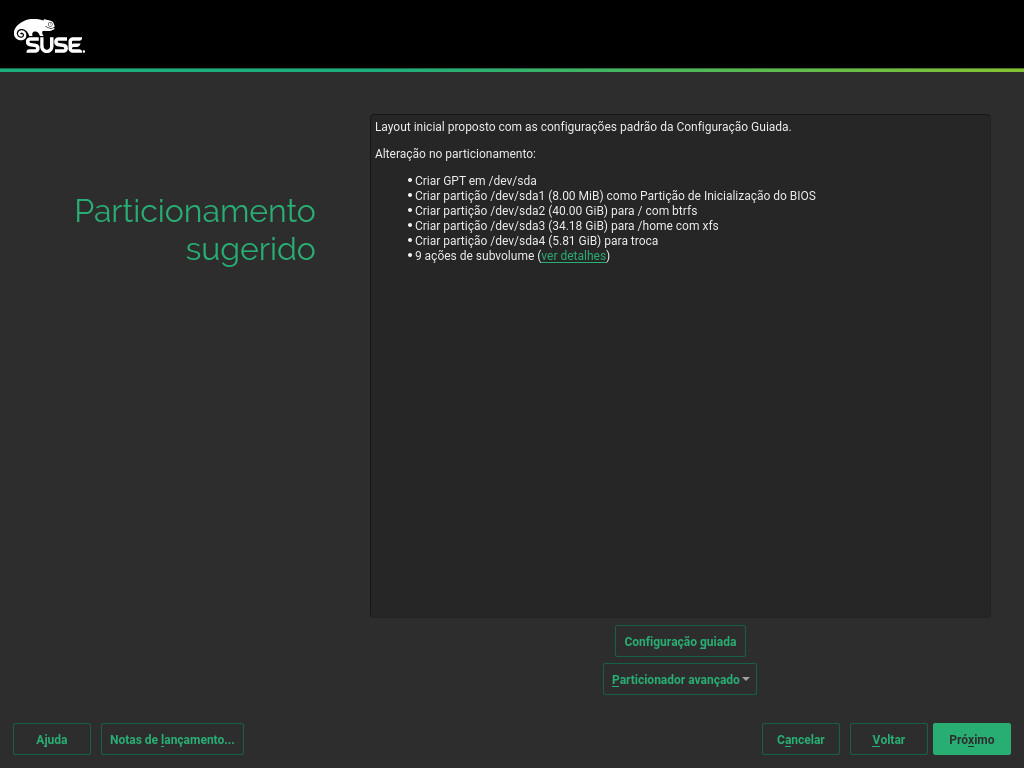 SUSE.
Particionamento
sugerido
Layout inicial proposto com as configurações padrão da Configuração Guiada.
Alteração no particionamento:
• Criar GPT em /dev/sda
• Criar partição /dev/sda1 (8.00 MiB) como Partição de Inicialização do BIOS
• Criar partição /dev/sda2 (40.00 GiB) para / com btrfs
• Criar partição /dev/sda3 (34.18 GiB) para /home com xfs
• Criar partição /dev/sda4 (5.81 GiB) para troca
• 9 ações de subvolume (ver detalhes)
Configuração guiada
Particionador avançado
Ajuda
Notas de lançamento...
Cancelar
Voltar
Próximo